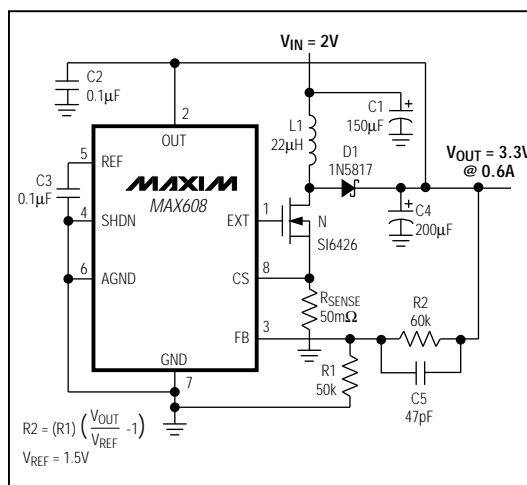 VIN = 2V
C2
0.1µF
C1
150µF
2
OUT
L1
22µH
D1
1N5817
VOUT = 3.3V
@ 0.6A
5
REF
C3
0.1µF
MAXIM
MAX608
4
SHDN
EXT
1
N
SI6426
C4
200µF
6
AGND
CS
8
RSENSE
50mΩ
R2
60k
FB
3
GND
7
R1
50k
C5
47pF
R2 = (R1) (VOUT/VREF -1)
VREF = 1.5V